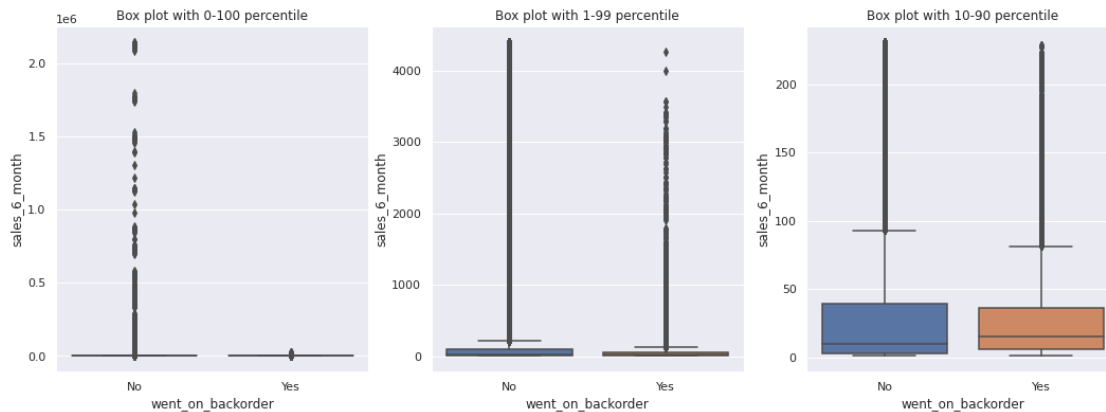 Box plot with 0-100 percentile
1e6
2.0
1.5
1.0
0.5
0.0
sales_6_month
No
Yes
went_on_backorder
Box plot with 1-99 percentile
4000
3000
2000
1000
0
sales_6_month
No
Yes
went_on_backorder
Box plot with 10-90 percentile
200
150
100
50
0
sales_6_month
No
Yes
went_on_backorder